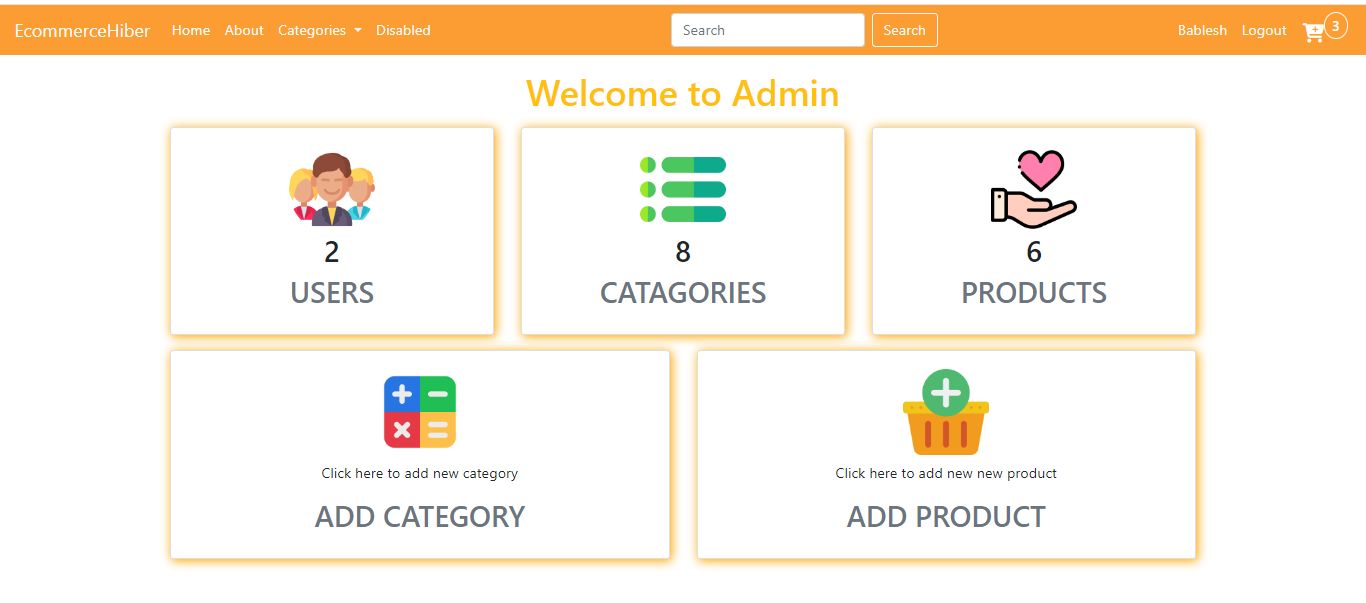 EcommerceHiber Home About Categories Disabled Search Search Bablesh Logout 3
Welcome to Admin
2 8 6
USERS CATAGORIES PRODUCTS
Click here to add new category Click here to add new new product
ADD CATEGORY ADD PRODUCT